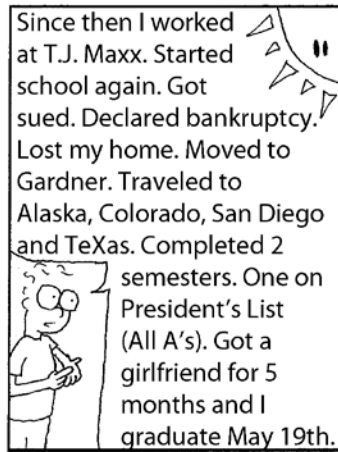 Since then I worked
at T.J. Maxx. Started
school again. Got
sued. Declared bankruptcy.
Lost my home. Moved to
Gardner. Traveled to
Alaska, Colorado, San Diego
and TeXas. Completed 2
semesters. One on
President's List
(All A's). Got a
girlfriend for 5
months and I
graduate May 19th.